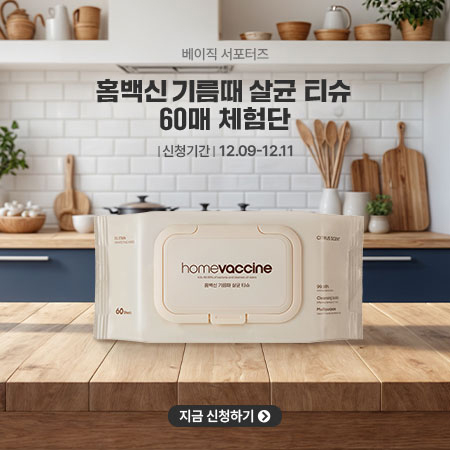 베이직 서포터즈
홈백신 기름때 살균 티슈
60매 체험단
| 신청기간 | 12.09-12.11
homevaccine
홈백신 기름때 살균 티슈
60
지금 신청하기